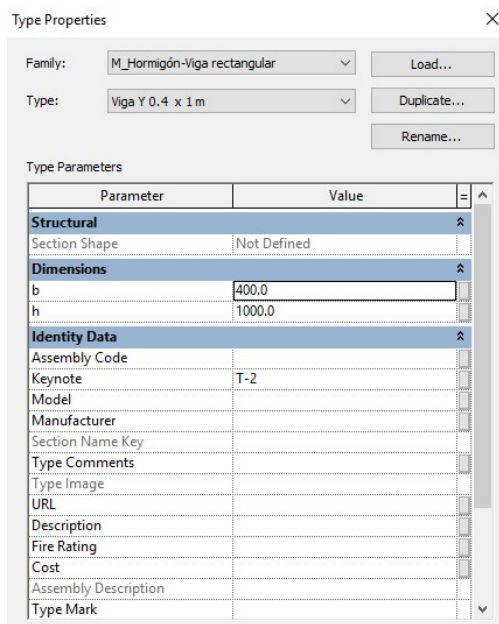 Type Properties
Family: M_Hormigón-Viga rectangular Load...
Type: Viga Y 0.4 x 1 m Duplicate...
Rename...
Type Parameters
Parameter Value =
Structural
Section Shape Not Defined
Dimensions
b 400.0
h 1000.0
Identity Data
Assembly Code
Keynote T-2
Model
Manufacturer
Section Name Key
Type Comments
Type Image
URL
Description
Fire Rating
Cost
Assembly Description
Type Mark